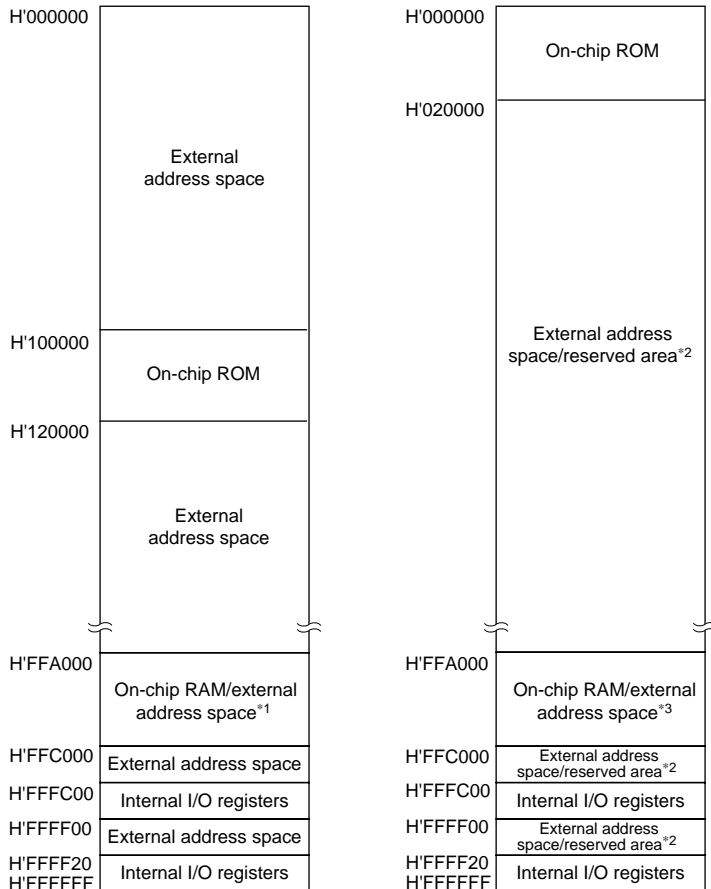 H'000000
External
address space
H'100000
On-chip ROM
H'120000
External
address space
H'FFA000
On-chip RAM/external
address space*1
H'FFC000
External address space
H'FFFC00
Internal I/O registers
H'FFFF00
External address space
H'FFFF20
Internal I/O registers
H'FFFFFF
H'000000
On-chip ROM
H'020000
External address
space/reserved area*2
H'FFA000
On-chip RAM/external
address space*3
H'FFC000
External address
space/reserved area*2
H'FFFC00
Internal I/O registers
H'FFFF00
External address
space/reserved area*2
H'FFFF20
Internal I/O registers
H'FFFFFF